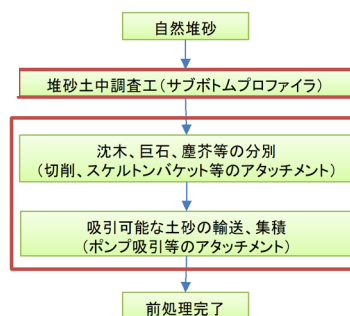 自然堆砂
堆砂土中調査工(サブボトムプロファイラ)
沈木、巨石、塵芥等の分別
(切削、スケルトンバケット等のアタッチメント)
吸引可能な土砂の輸送、集積
(ポンプ吸引等のアタッチメント)
前処理完了